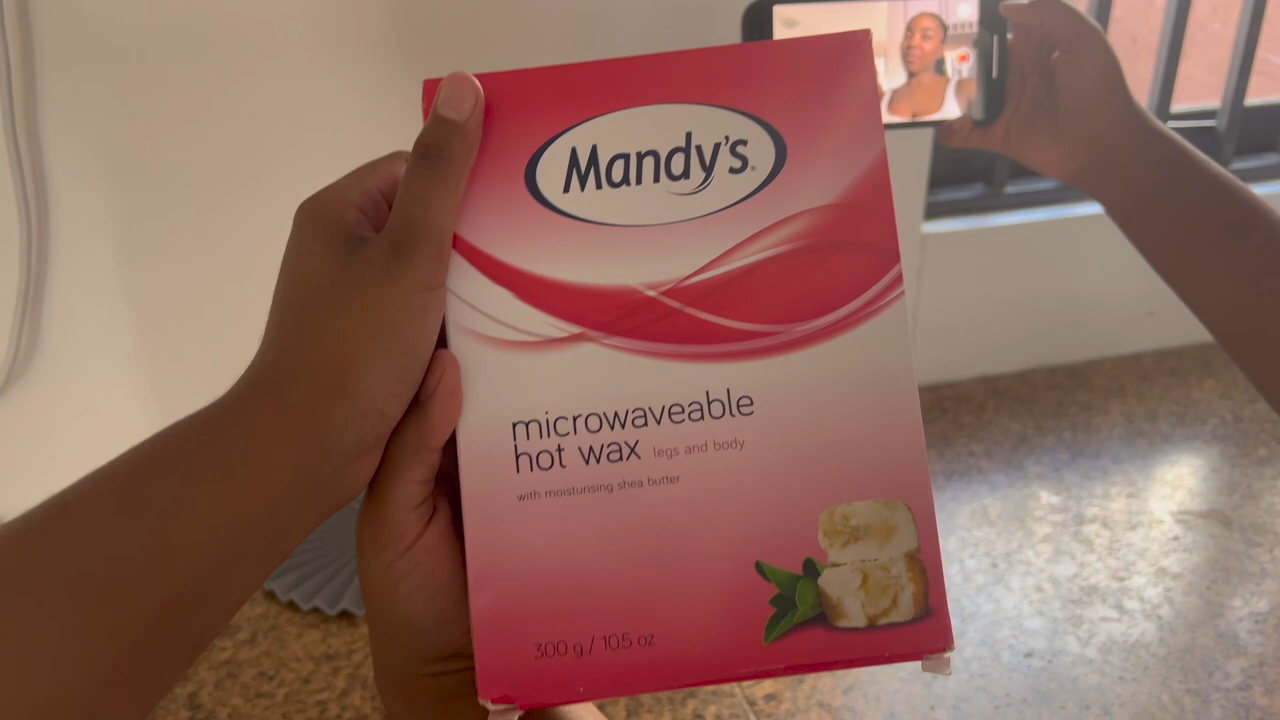 Mandy's
microwaveable
hot wax legs and body
with moisturising shea butter
300 g / 10.5 oz